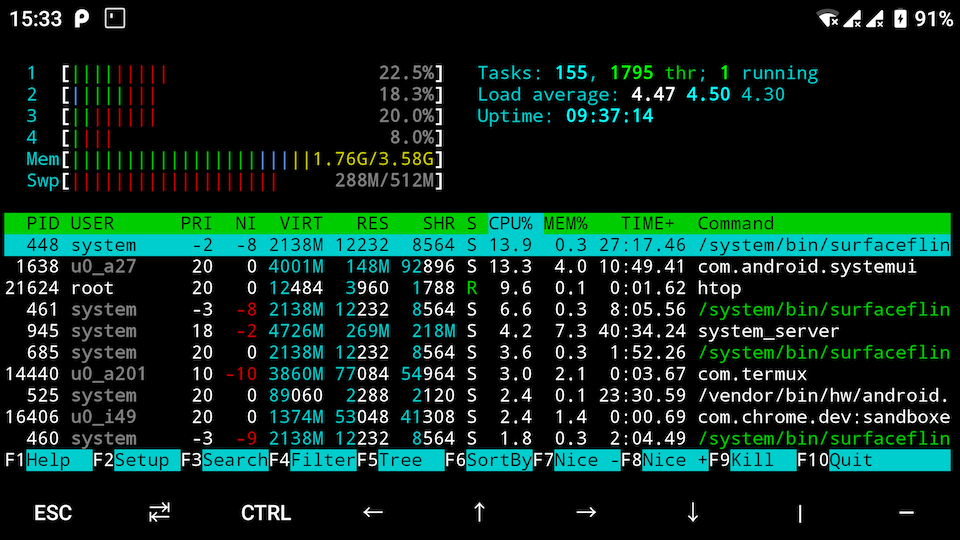 15:33 91%
1 [|||||||||| 22.5%] Tasks: 155, 1795 thr; 1 running
2 [||||||||| 18.3%] Load average: 4.47 4.50 4.30
3 [||||||||| 20.0%] Uptime: 09:37:14
4 [|||| 8.0%]
Mem[||||||||||||||||||||||1.76G/3.58G]
Swp[||||||||||||||||||| 288M/512M]
PID USER PRI NI VIRT RES SHR S CPU% MEM% TIME+ Command
448 system -2 -8 2138M 12232 8564 S 13.9 0.3 27:17.46 /system/bin/surfaceflin
1638 u0_a27 20 0 4001M 148M 92896 S 13.3 4.0 10:49.41 com.android.systemui
21624 root 20 0 12484 3960 1788 R 9.6 0.1 0:01.62 htop
461 system -3 -8 2138M 12232 8564 S 6.6 0.3 8:05.56 /system/bin/surfaceflin
945 system 18 -2 4726M 269M 218M S 4.2 7.3 40:34.24 system_server
685 system 20 0 2138M 12232 8564 S 3.6 0.3 1:52.26 /system/bin/surfaceflin
14440 u0_a201 10 -10 3860M 77084 54964 S 3.0 2.1 0:03.67 com.termux
525 system 20 0 89060 2288 2120 S 2.4 0.1 23:30.59 /vendor/bin/hw/android.
16406 u0_i49 20 0 1374M 53048 41308 S 2.4 1.4 0:00.69 com.chrome.dev:sandboxe
460 system -3 -9 2138M 12232 8564 S 1.8 0.3 2:04.49 /system/bin/surfaceflin
F1Help F2Setup F3SearchF4FilterF5Tree F6SortByF7Nice -F8Nice +F9Kill F10Quit
ESC ⇄ CTRL ← ↑ → ↓ | −